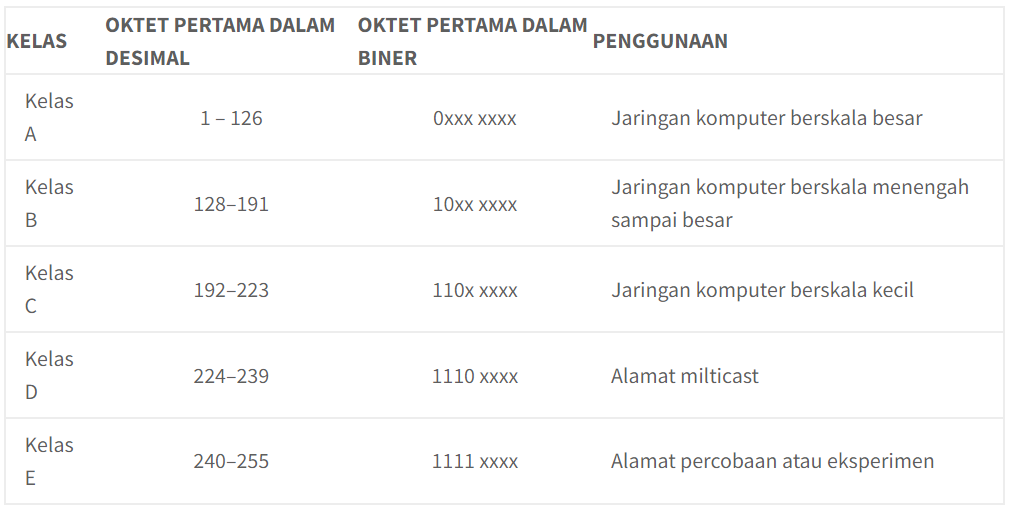 KELAS
OKTET PERTAMA DALAM
DESIMAL
OKTET PERTAMA DALAM
BINER
PENGGUNAAN
Kelas
A
1 – 126
0xxx xxxx
Jaringan komputer berskala besar
Kelas
B
128–191
10xx xxxx
Jaringan komputer berskala menengah
sampai besar
Kelas
C
192–223
110x xxxx
Jaringan komputer berskala kecil
Kelas
D
224–239
1110 xxxx
Alamat milticast
Kelas
E
240–255
1111 xxxx
Alamat percobaan atau eksperimen